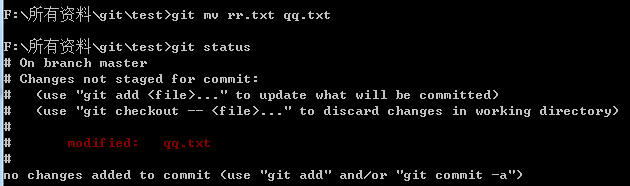 F:\所有资料\git\test>git mv rr.txt qq.txt
F:\所有资料\git\test>git status
# On branch master
# Changes not staged for commit:
#   (use "git add <file>..." to update what will be committed)
#   (use "git checkout -- <file>..." to discard changes in working directory)
#
#       modified:   qq.txt
#
no changes added to commit (use "git add" and/or "git commit -a")